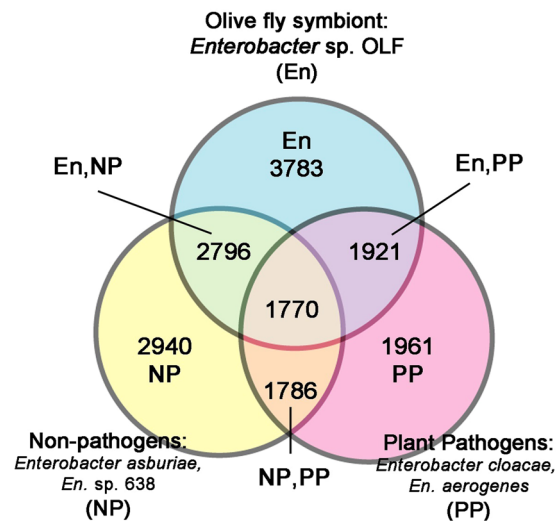 Olive fly symbiont:
Enterobacter sp. OLF
(En)
En
3783
En,NP
En,PP
2796
1921
1770
2940
NP
1961
PP
1786
Non-pathogens:
Enterobacter asburiae,
En. sp. 638
(NP)
NP,PP
Plant Pathogens:
Enterobacter cloacae,
En. aerogenes
(PP)